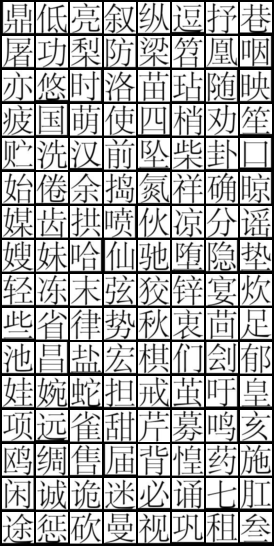 鼎低亮叙纵逗抒巷
屠功梨防梁笤凰咽
亦悠时洛苗玷随映
疲国萌使四梢劝笙
贮洗汉前坠柴卦口
始倦余捣氮祥确晾
媒齿拱喷伙凉分谣
嫂妹哈仙驰堕隐垫
轻冻末弦狡锌宴炊
些省律势秋衷茴足
池昌盐宏棋们刽郁
娃婉蛇担戒茧吁皇
项远雀甜芹募鸣亥
鸥绸售届背惶药施
闲诚诡迷必诵七肛
途惩砍曼视巩租叁